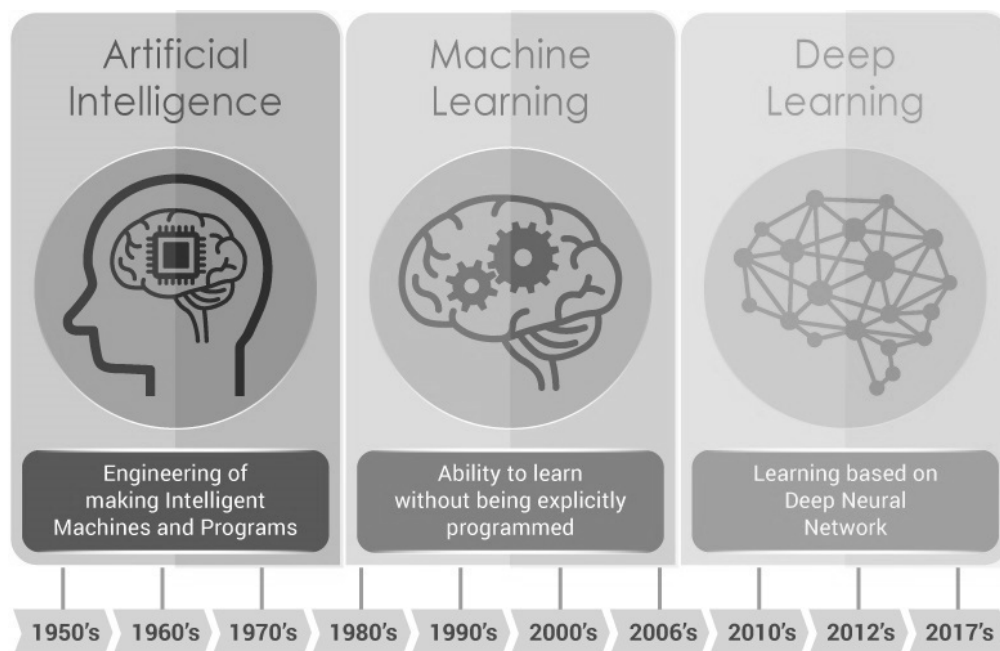 Artificial
Intelligence
Engineering of
making Intelligent
Machines and Programs
Machine
Learning
Ability to learn
without being explicitly
programmed
Deep
Learning
Learning based on
Deep Neural
Network
1950's 1960's 1970's 1980's 1990's 2000's 2006's 2010's 2012's 2017's